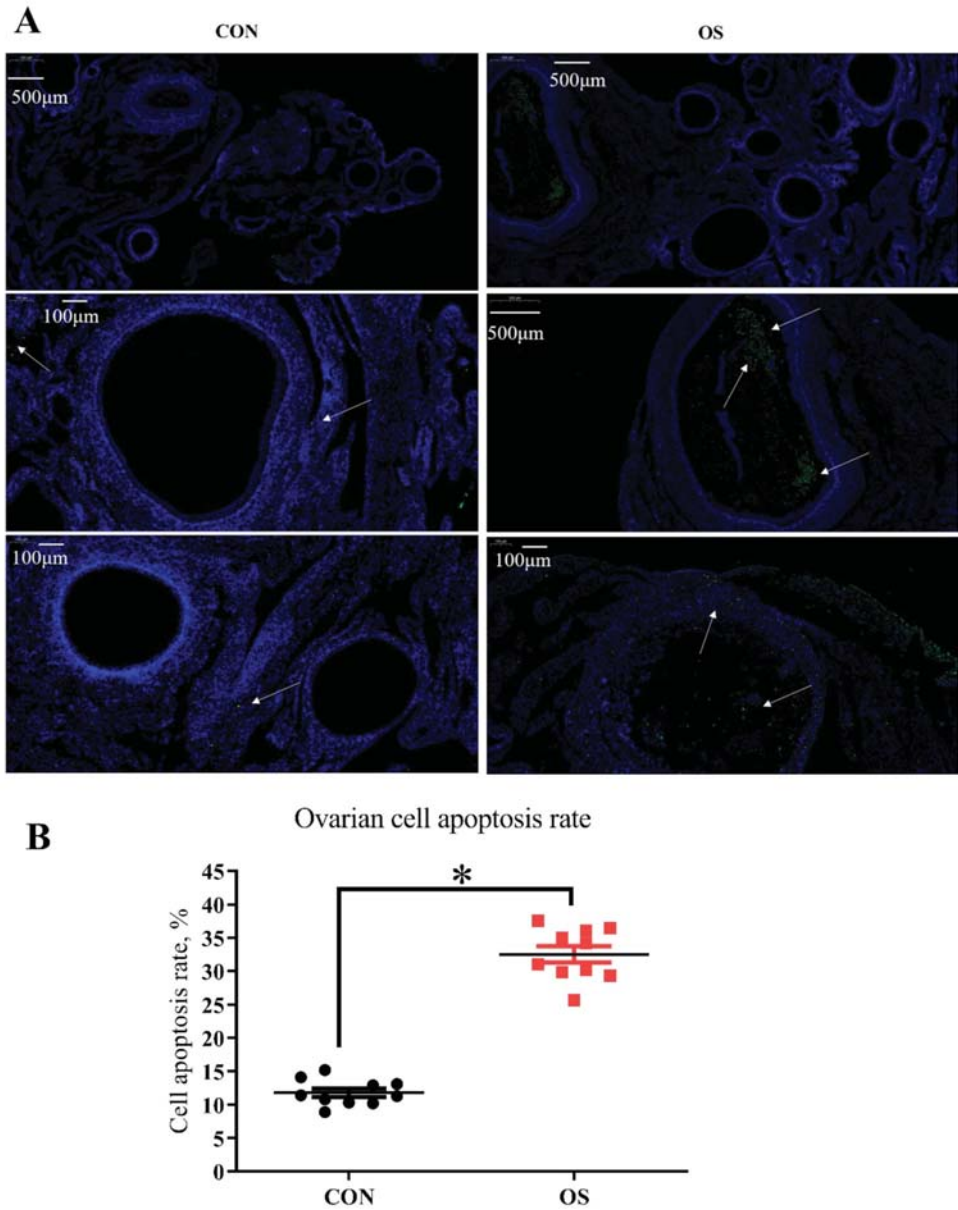 A
CON
OS
500μm
500μm
100μm
500μm
100μm
100μm
B
Ovarian cell apoptosis rate
*
Cell apoptosis rate, %
45
40
35
30
25
20
15
10
5
0
CON
OS